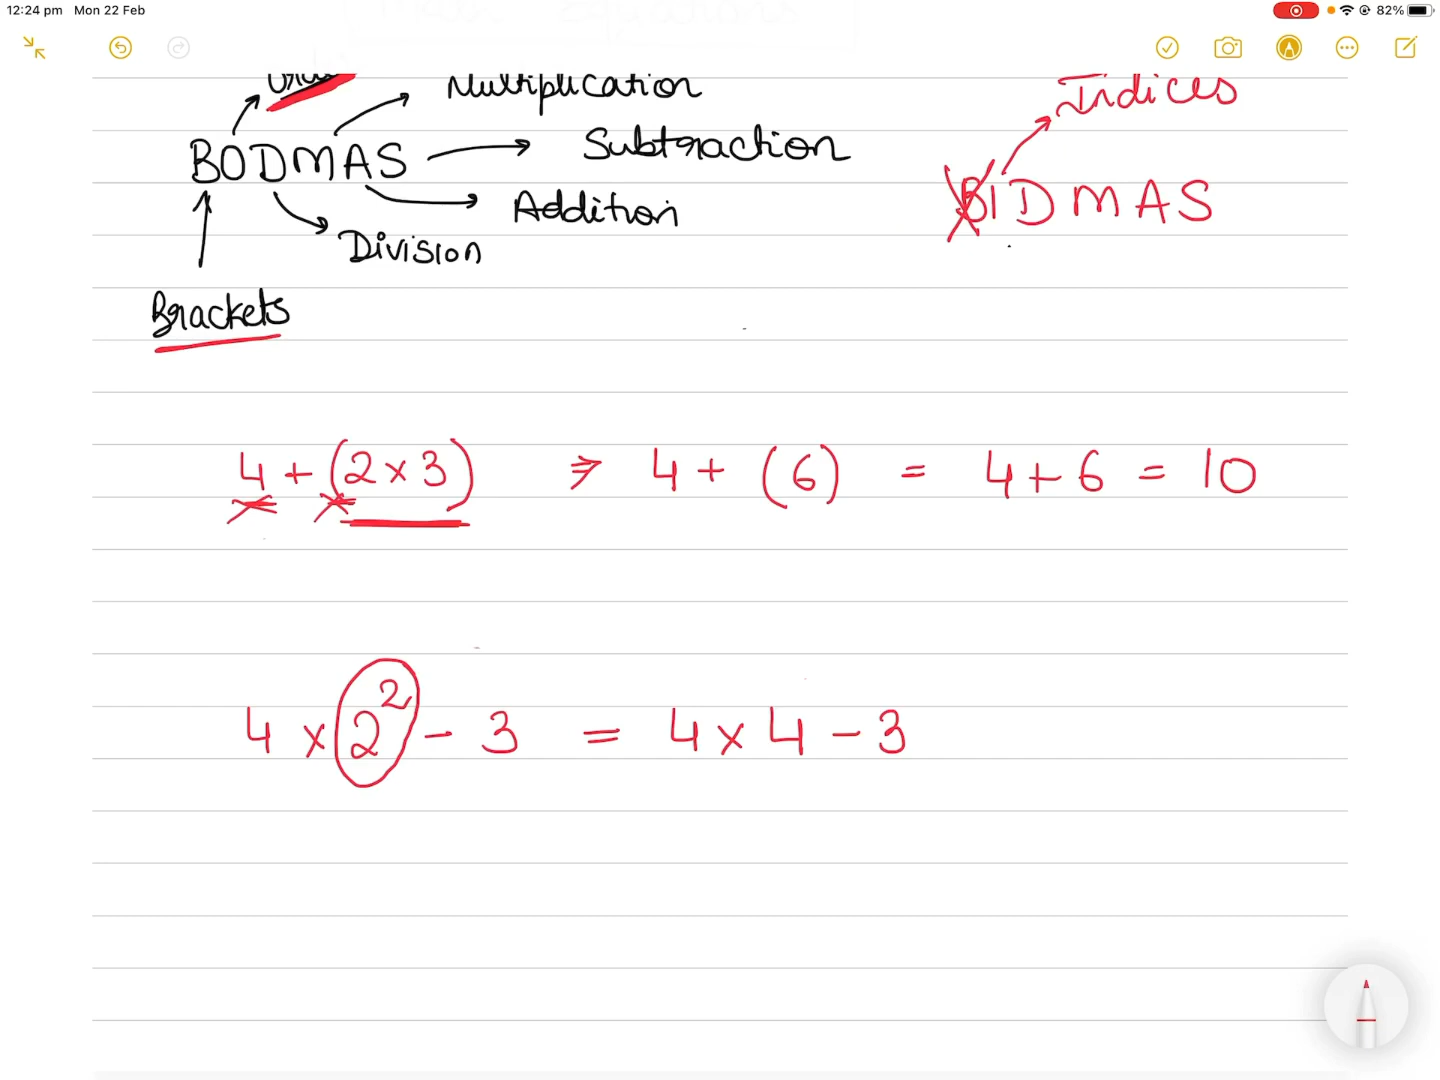 12:24 pm Mon 22 Feb
82%
Multiplication
Indices
BODMAS
Subtraction
BIDMAS
Addition
Division
Brackets
4 + (2 × 3) ⇒ 4 + (6) = 4 + 6 = 10
4 × 2² - 3 = 4 × 4 - 3